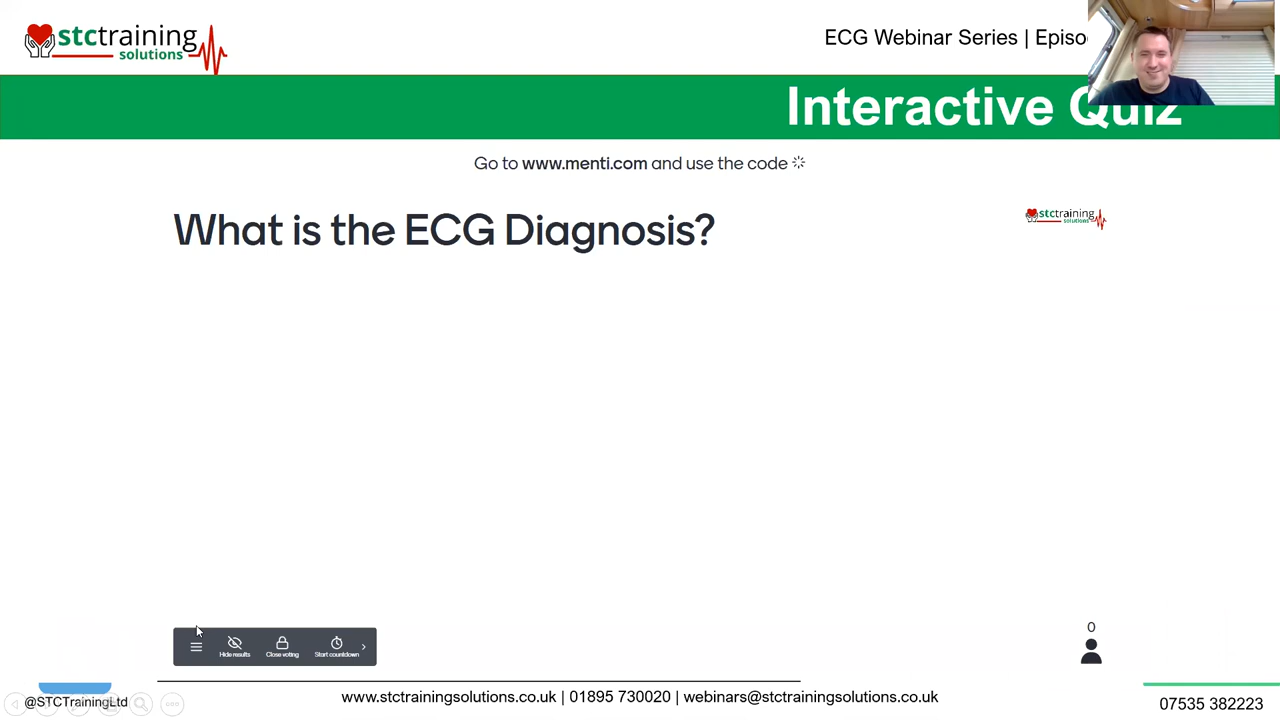 stctraining
solutions
ECG Webinar Series |
Interactive Quiz
Go to www.menti.com and use the code
What is the ECG Diagnosis?
stctraining
solutions
Hide results
Close voting
Start countdown
0
@STCTrainingLtd
www.stctrainingsolutions.co.uk | 01895 730020 | webinars@stctrainingsolutions.co.uk
07535 382223